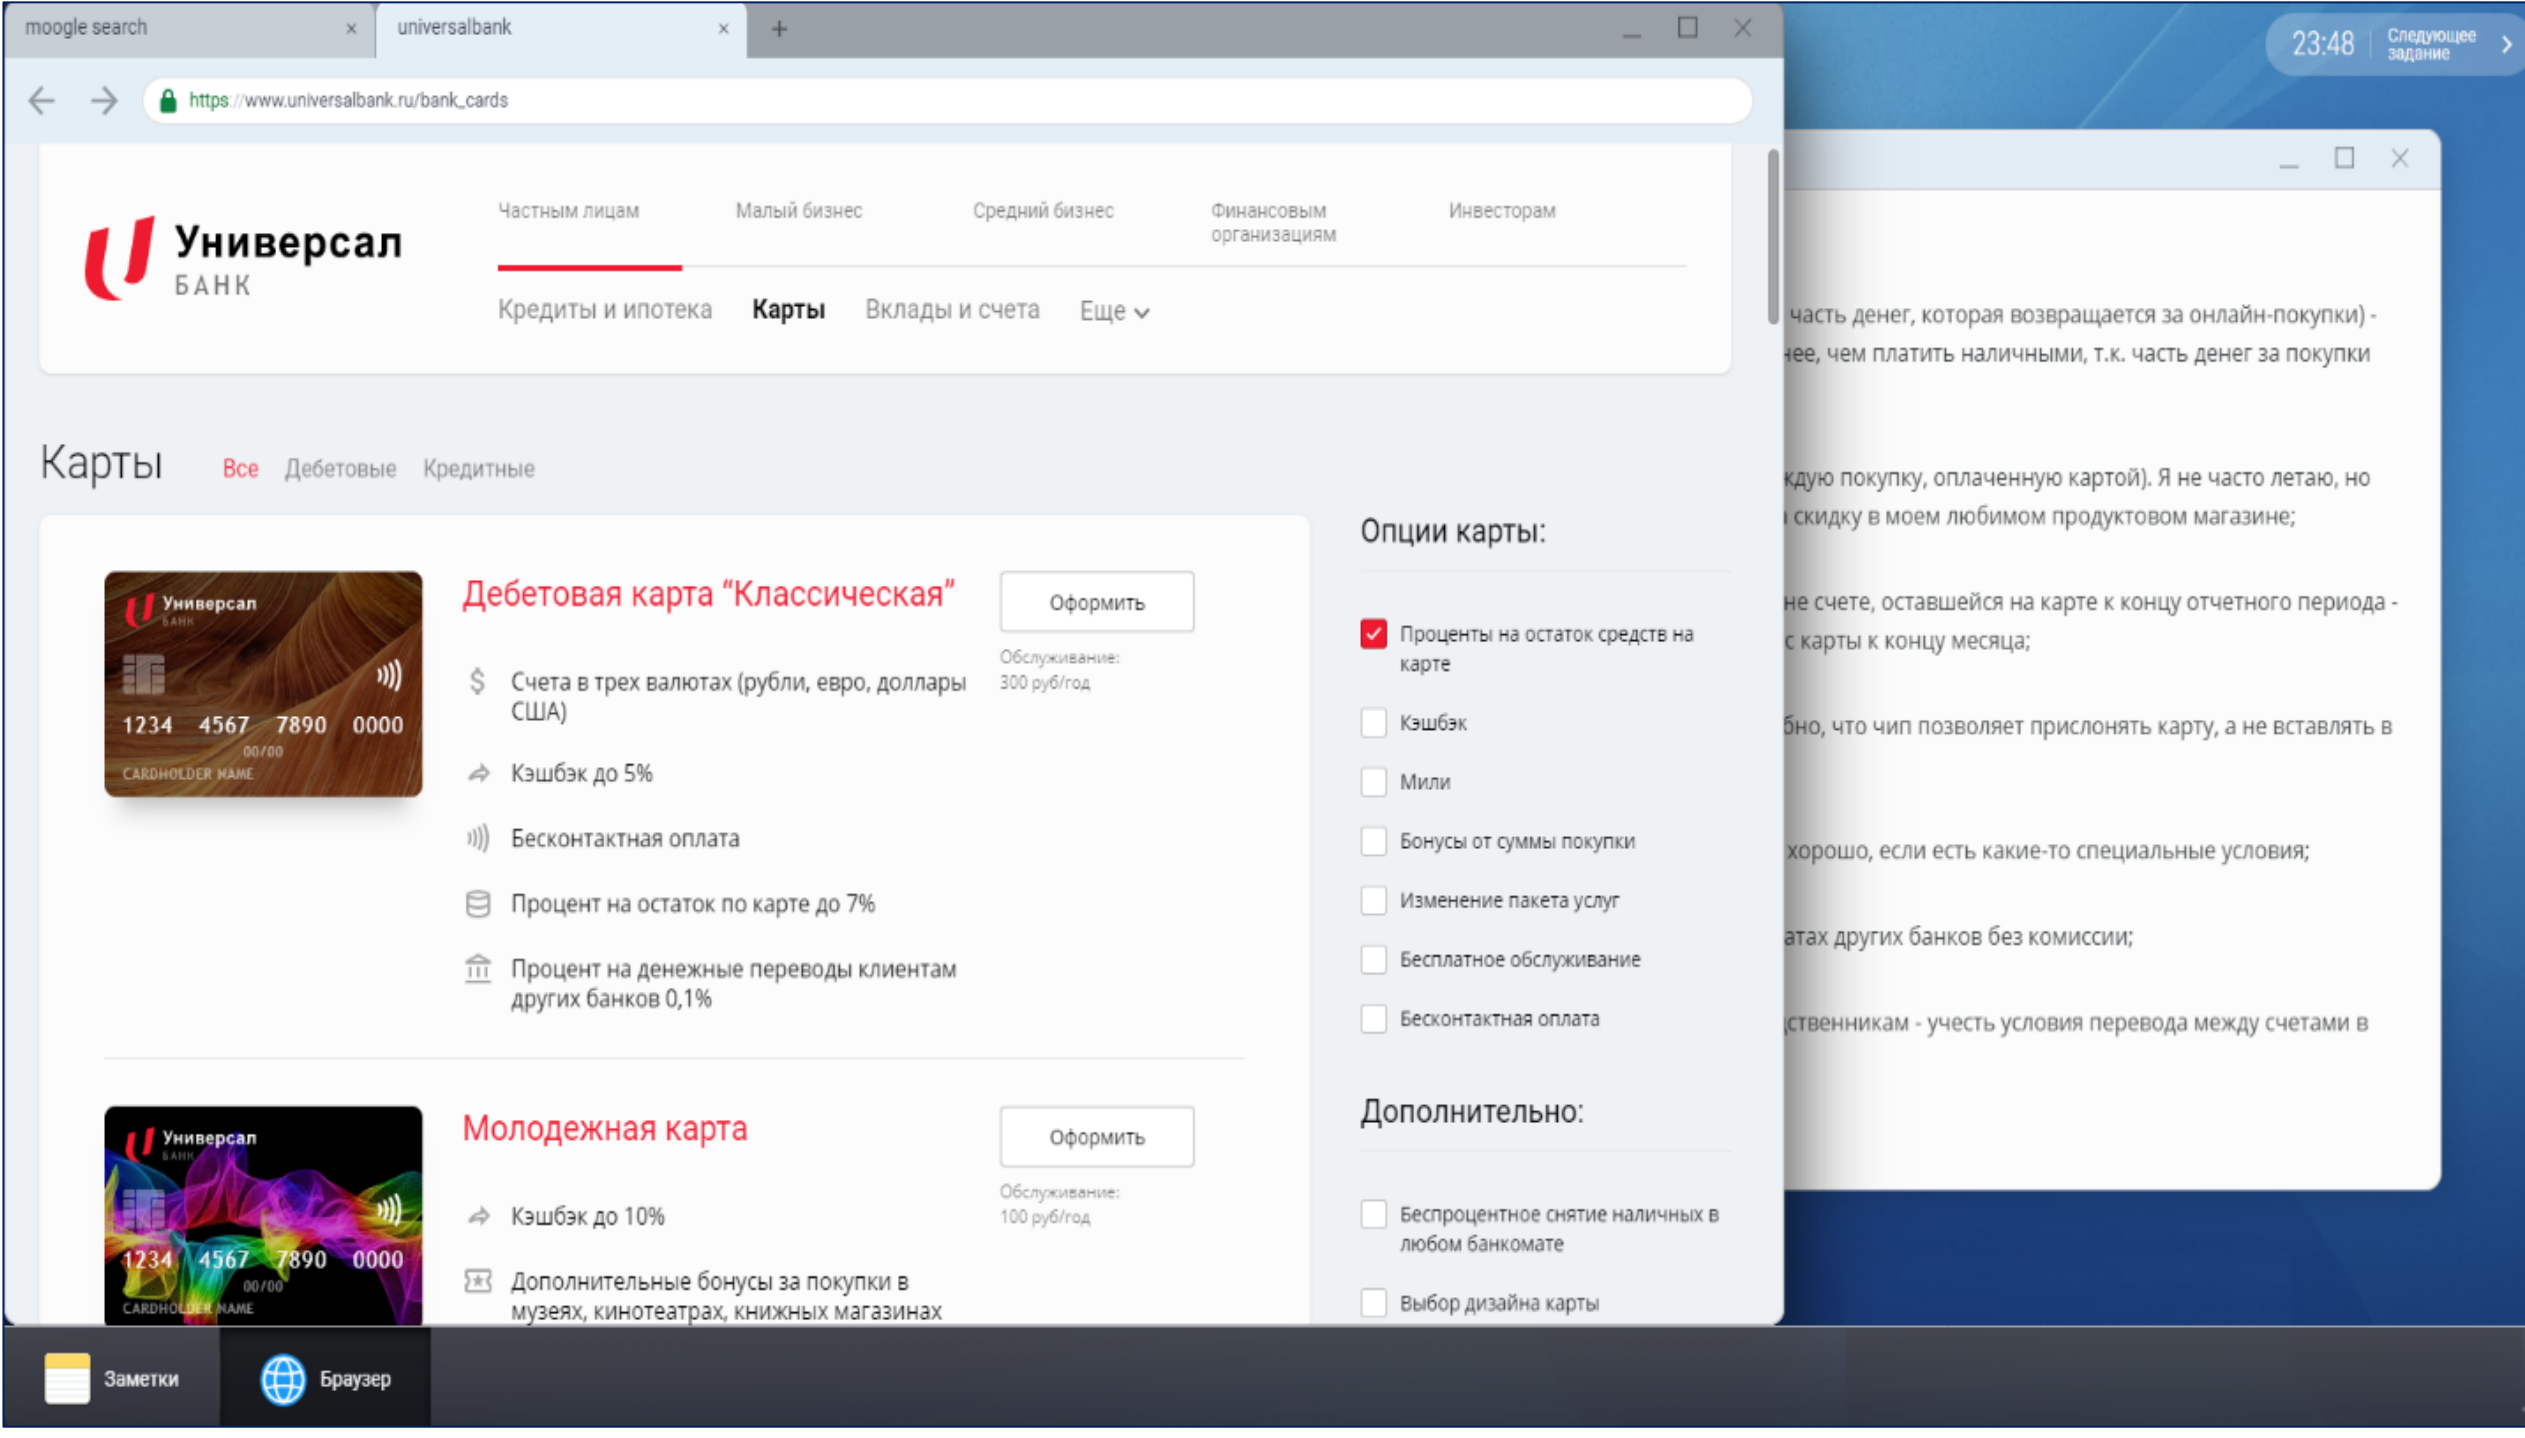 moogle search
universalbank
23:48
Следующее
задание
https://www.universalbank.ru/bank_cards
Универсал
БАНК
Частным лицам
Малый бизнес
Средний бизнес
Финансовым
организациям
Инвесторам
Кредиты и ипотека
Карты
Вклады и счета
Еще
Карты
Все
Дебетовые
Кредитные
Универсал
БАНК
1234 4567 7890 0000
00/00
CARDHOLDER NAME
Дебетовая карта “Классическая”
Оформить
Обслуживание:
300 руб/год
Счета в трех валютах (рубли, евро, доллары
США)
Кэшбэк до 5%
Бесконтактная оплата
Процент на остаток по карте до 7%
Процент на денежные переводы клиентам
других банков 0,1%
Универсал
БАНК
1234 4567 7890 0000
00/00
CARDHOLDER NAME
Молодежная карта
Оформить
Обслуживание:
100 руб/год
Кэшбэк до 10%
Дополнительные бонусы за покупки в
музеях, кинотеатрах, книжных магазинах
Опции карты:
Проценты на остаток средств на
карте
Кэшбэк
Мили
Бонусы от суммы покупки
Изменение пакета услуг
Бесплатное обслуживание
Бесконтактная оплата
Дополнительно:
Беспроцентное снятие наличных в
любом банкомате
Выбор дизайна карты
часть денег, которая возвращается за онлайн-покупки) -
чем платить наличными, т.к. часть денег за покупки
покупку, оплаченную картой). Я не часто летаю, но
скидку в моем любимом продуктовом магазине;
не счете, оставшейся на карте к концу отчетного периода -
с карты к концу месяца;
что чип позволяет прислонять карту, а не вставлять в
хорошо, если есть какие-то специальные условия;
других банков без комиссии;
- учесть условия перевода между счетами в
Заметки
Браузер